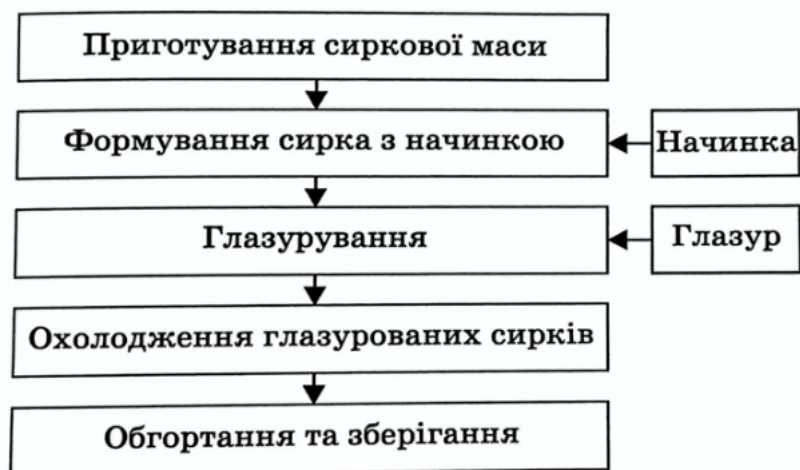 Приготування сиркової маси
Формування сирка з начинкою
Начинка
Глазурування
Глазур
Охолодження глазурованих сирків
Обгортання та зберігання